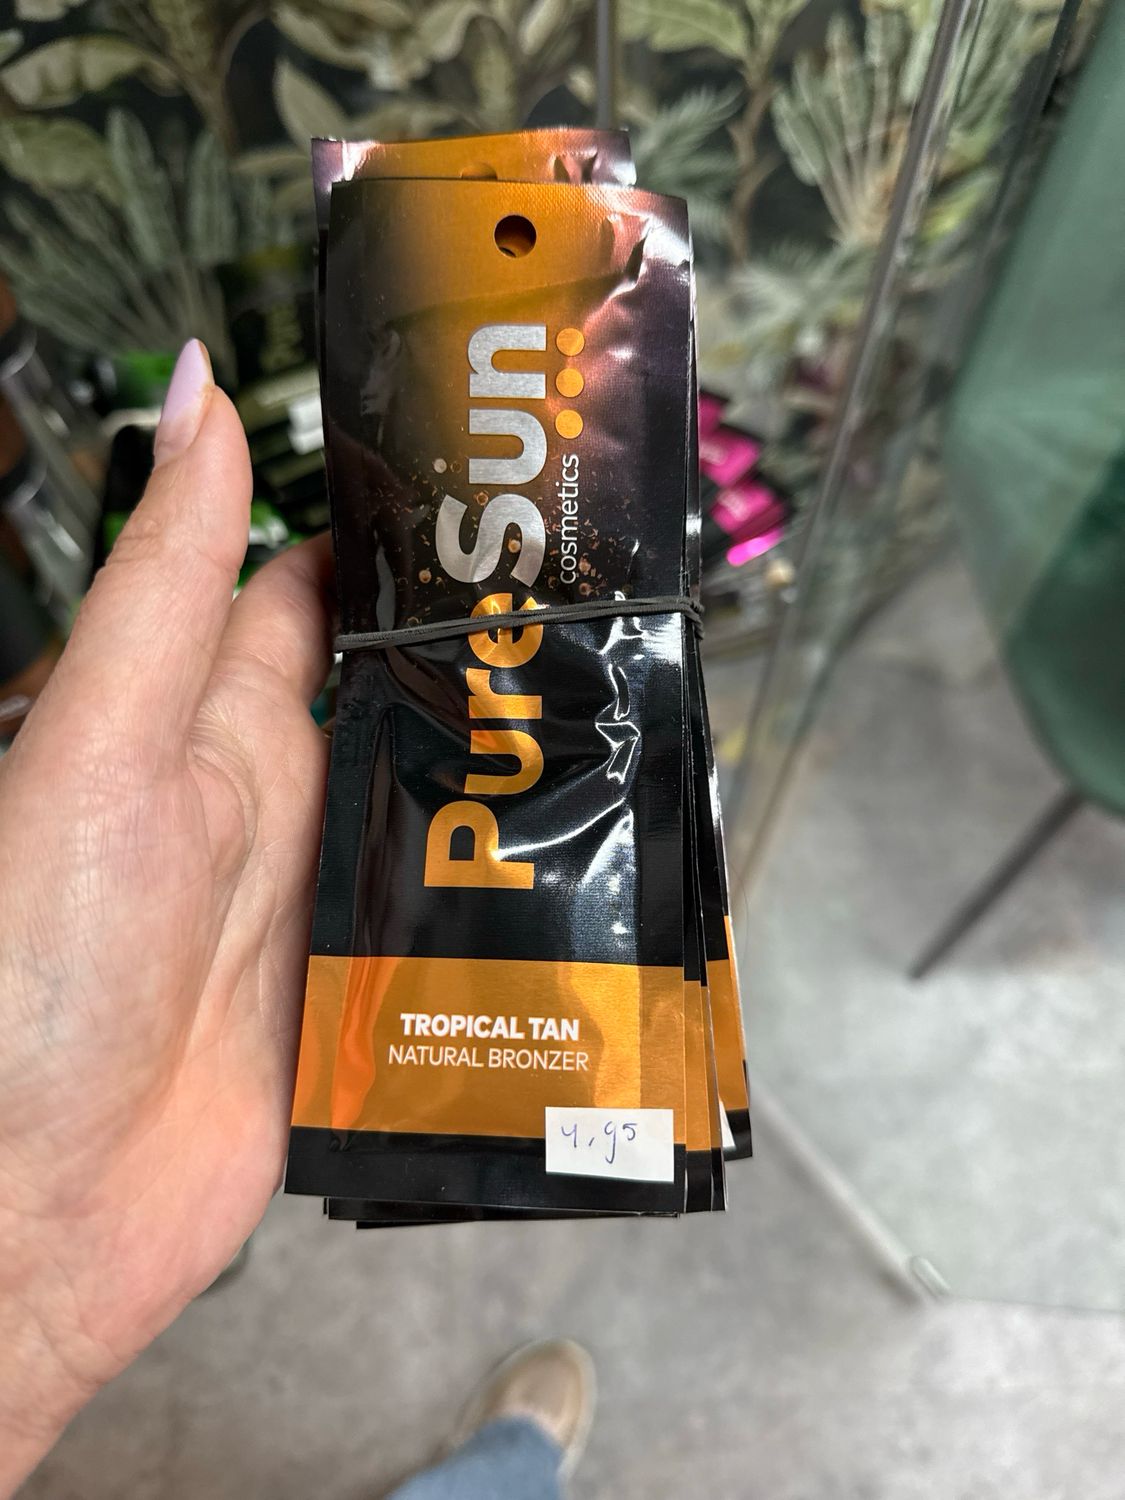 PureSun
cosmetics
TROPICAL TAN
NATURAL BRONZER
4.95